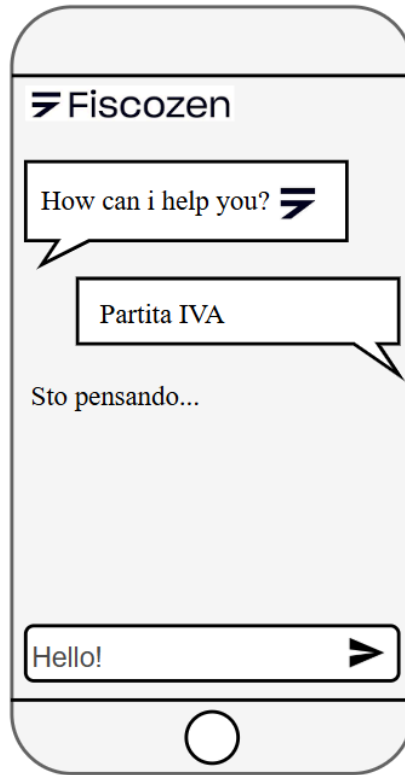 Fiscozen
How can i help you?
Partita IVA
Sto pensando...
Hello!